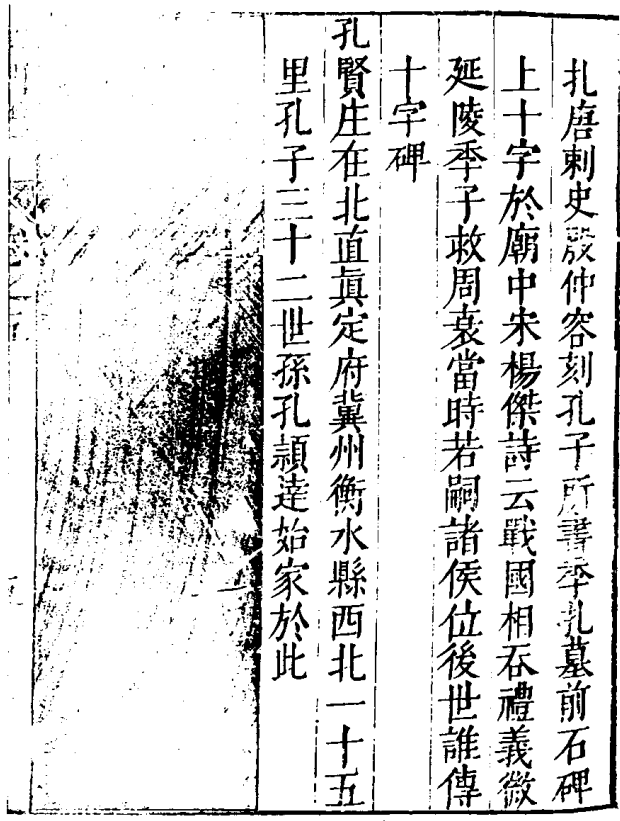 扎唐刺史殷仲容刻孔子所書季扎墓前石碑
上十字於廟中宋楊傑詩云戰國相吞禮義微
延陵季子救周衰當時若嗣諸侯位後世誰傳
十字碑
孔賢庄在北直真定府冀州衡水縣西北一十五
里孔子三十二世孫孔頴達始家於此